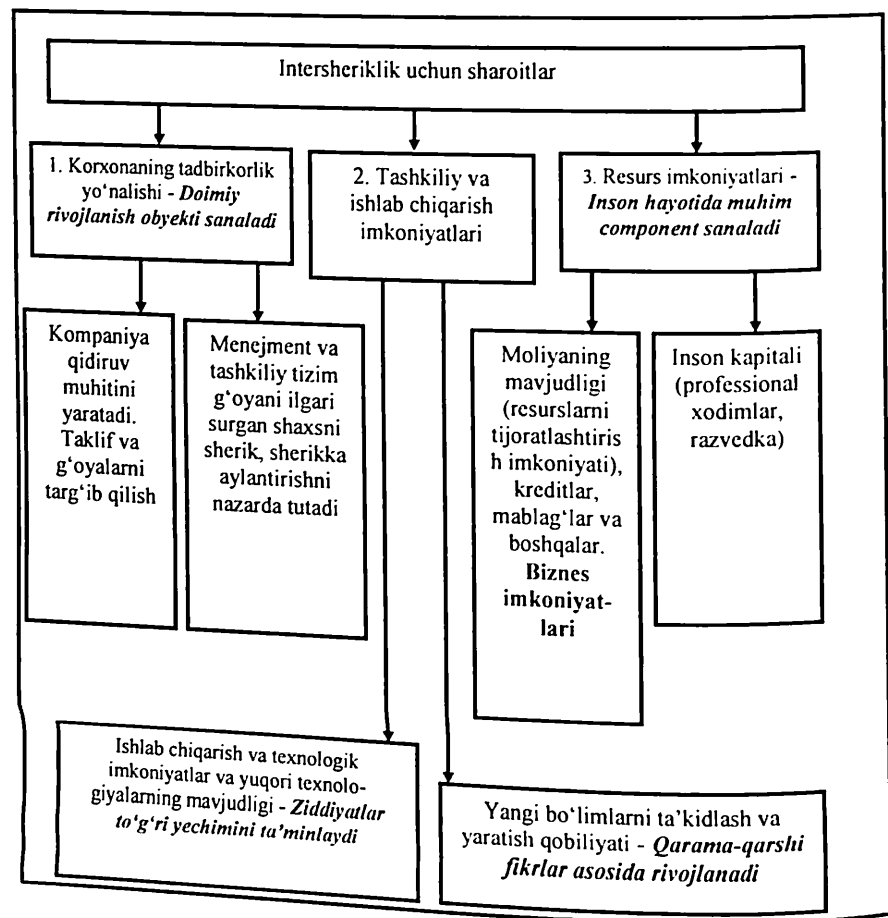 Intersheriklik uchun sharoitlar
1. Korxonaning tadbirkorlik
yo‘nalishi - Doimiy
rivojlanish obyekti sanaladi
2. Tashkiliy va
ishlab chiqarish
imkoniyatlari
3. Resurs imkoniyatlari -
Inson hayotida muhim
component sanaladi
Kompaniya
qidiruv
muhitini
yaratadi.
Taklif va
g‘oyalarni
targ‘ib qilish
Menejment va
tashkiliy tizim
g‘oyani ilgari
surgan shaxsni
sherik, sherikka
aylantirishni
nazarda tutadi
Moliyaning
mavjudligi
(resurslarni
tijoratlashtiris
h imkoniyati),
kreditlar,
mablag‘lar va
boshqalar.
Biznes
imkoniyat-
lari
Inson kapitali
(professional
xodimlar,
razvedka)
Ishlab chiqarish va texnologik
imkoniyatlar va yuqori texnolo-
giyalarning mavjudligi - Ziddiyatlar
to‘g‘ri yechimini ta’minlaydi
Yangi bo‘limlarni ta’kidlash va
yaratish qobiliyati - Qarama-qarshi
fikrlar asosida rivojlanadi